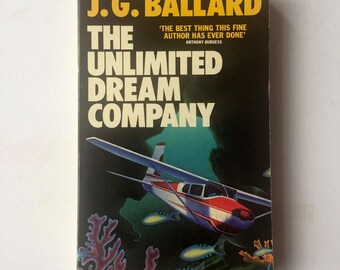 J. G. BALLARD
'THE BEST THING THIS FINE
AUTHOR HAS EVER DONE'
ANTHONY BURGESS
THE
UNLIMITED
DREAM
COMPANY